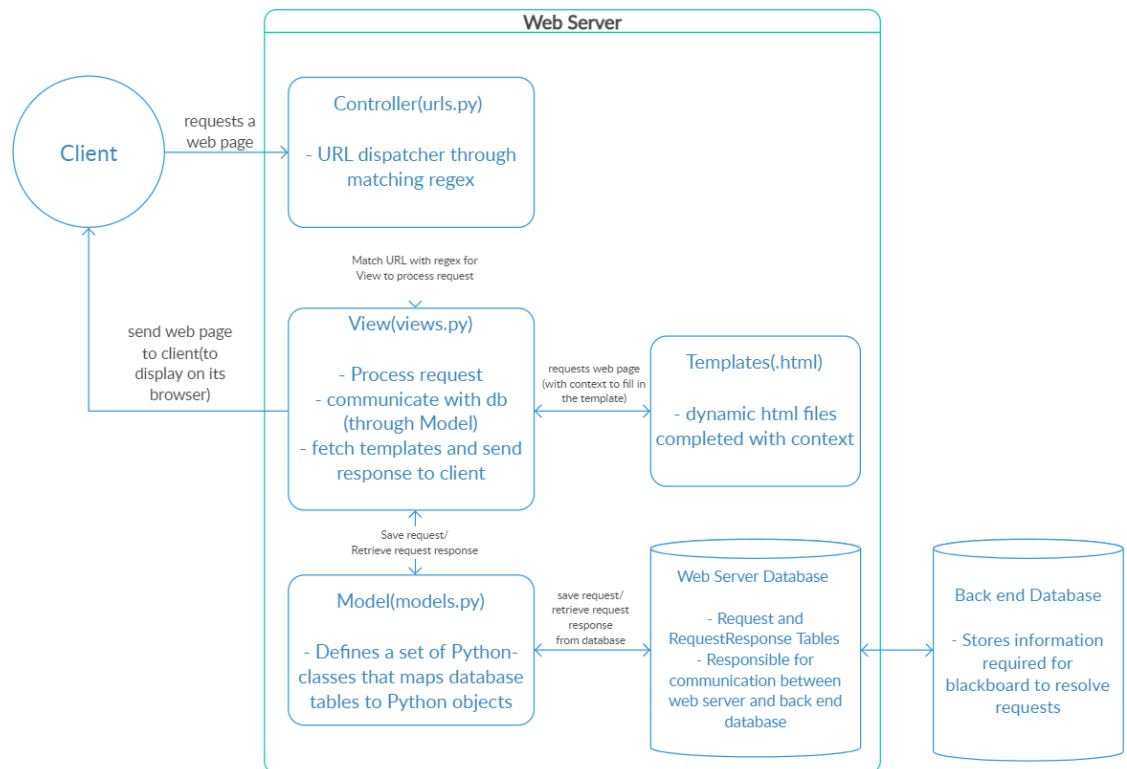 Web Server
Client
requests a
web page
Controller(urls.py)
- URL dispatcher through
matching regex
Match URL with regex for
View to process request
send web page
to client(to
display on its
browser)
View(views.py)
- Process request
- communicate with db
(through Model)
- fetch templates and send
response to client
requests web page
(with context to fill in
the template)
Templates(.html)
- dynamic html files
completed with context
Save request/
Retrieve request response
Model(models.py)
- Defines a set of Python-
classes that maps database
tables to Python objects
save request/
retrieve request
response
from database
Web Server Database
- Request and
RequestResponse Tables
- Responsible for
communication between
web server and back end
database
Back end Database
- Stores information
required for
blackboard to resolve
requests